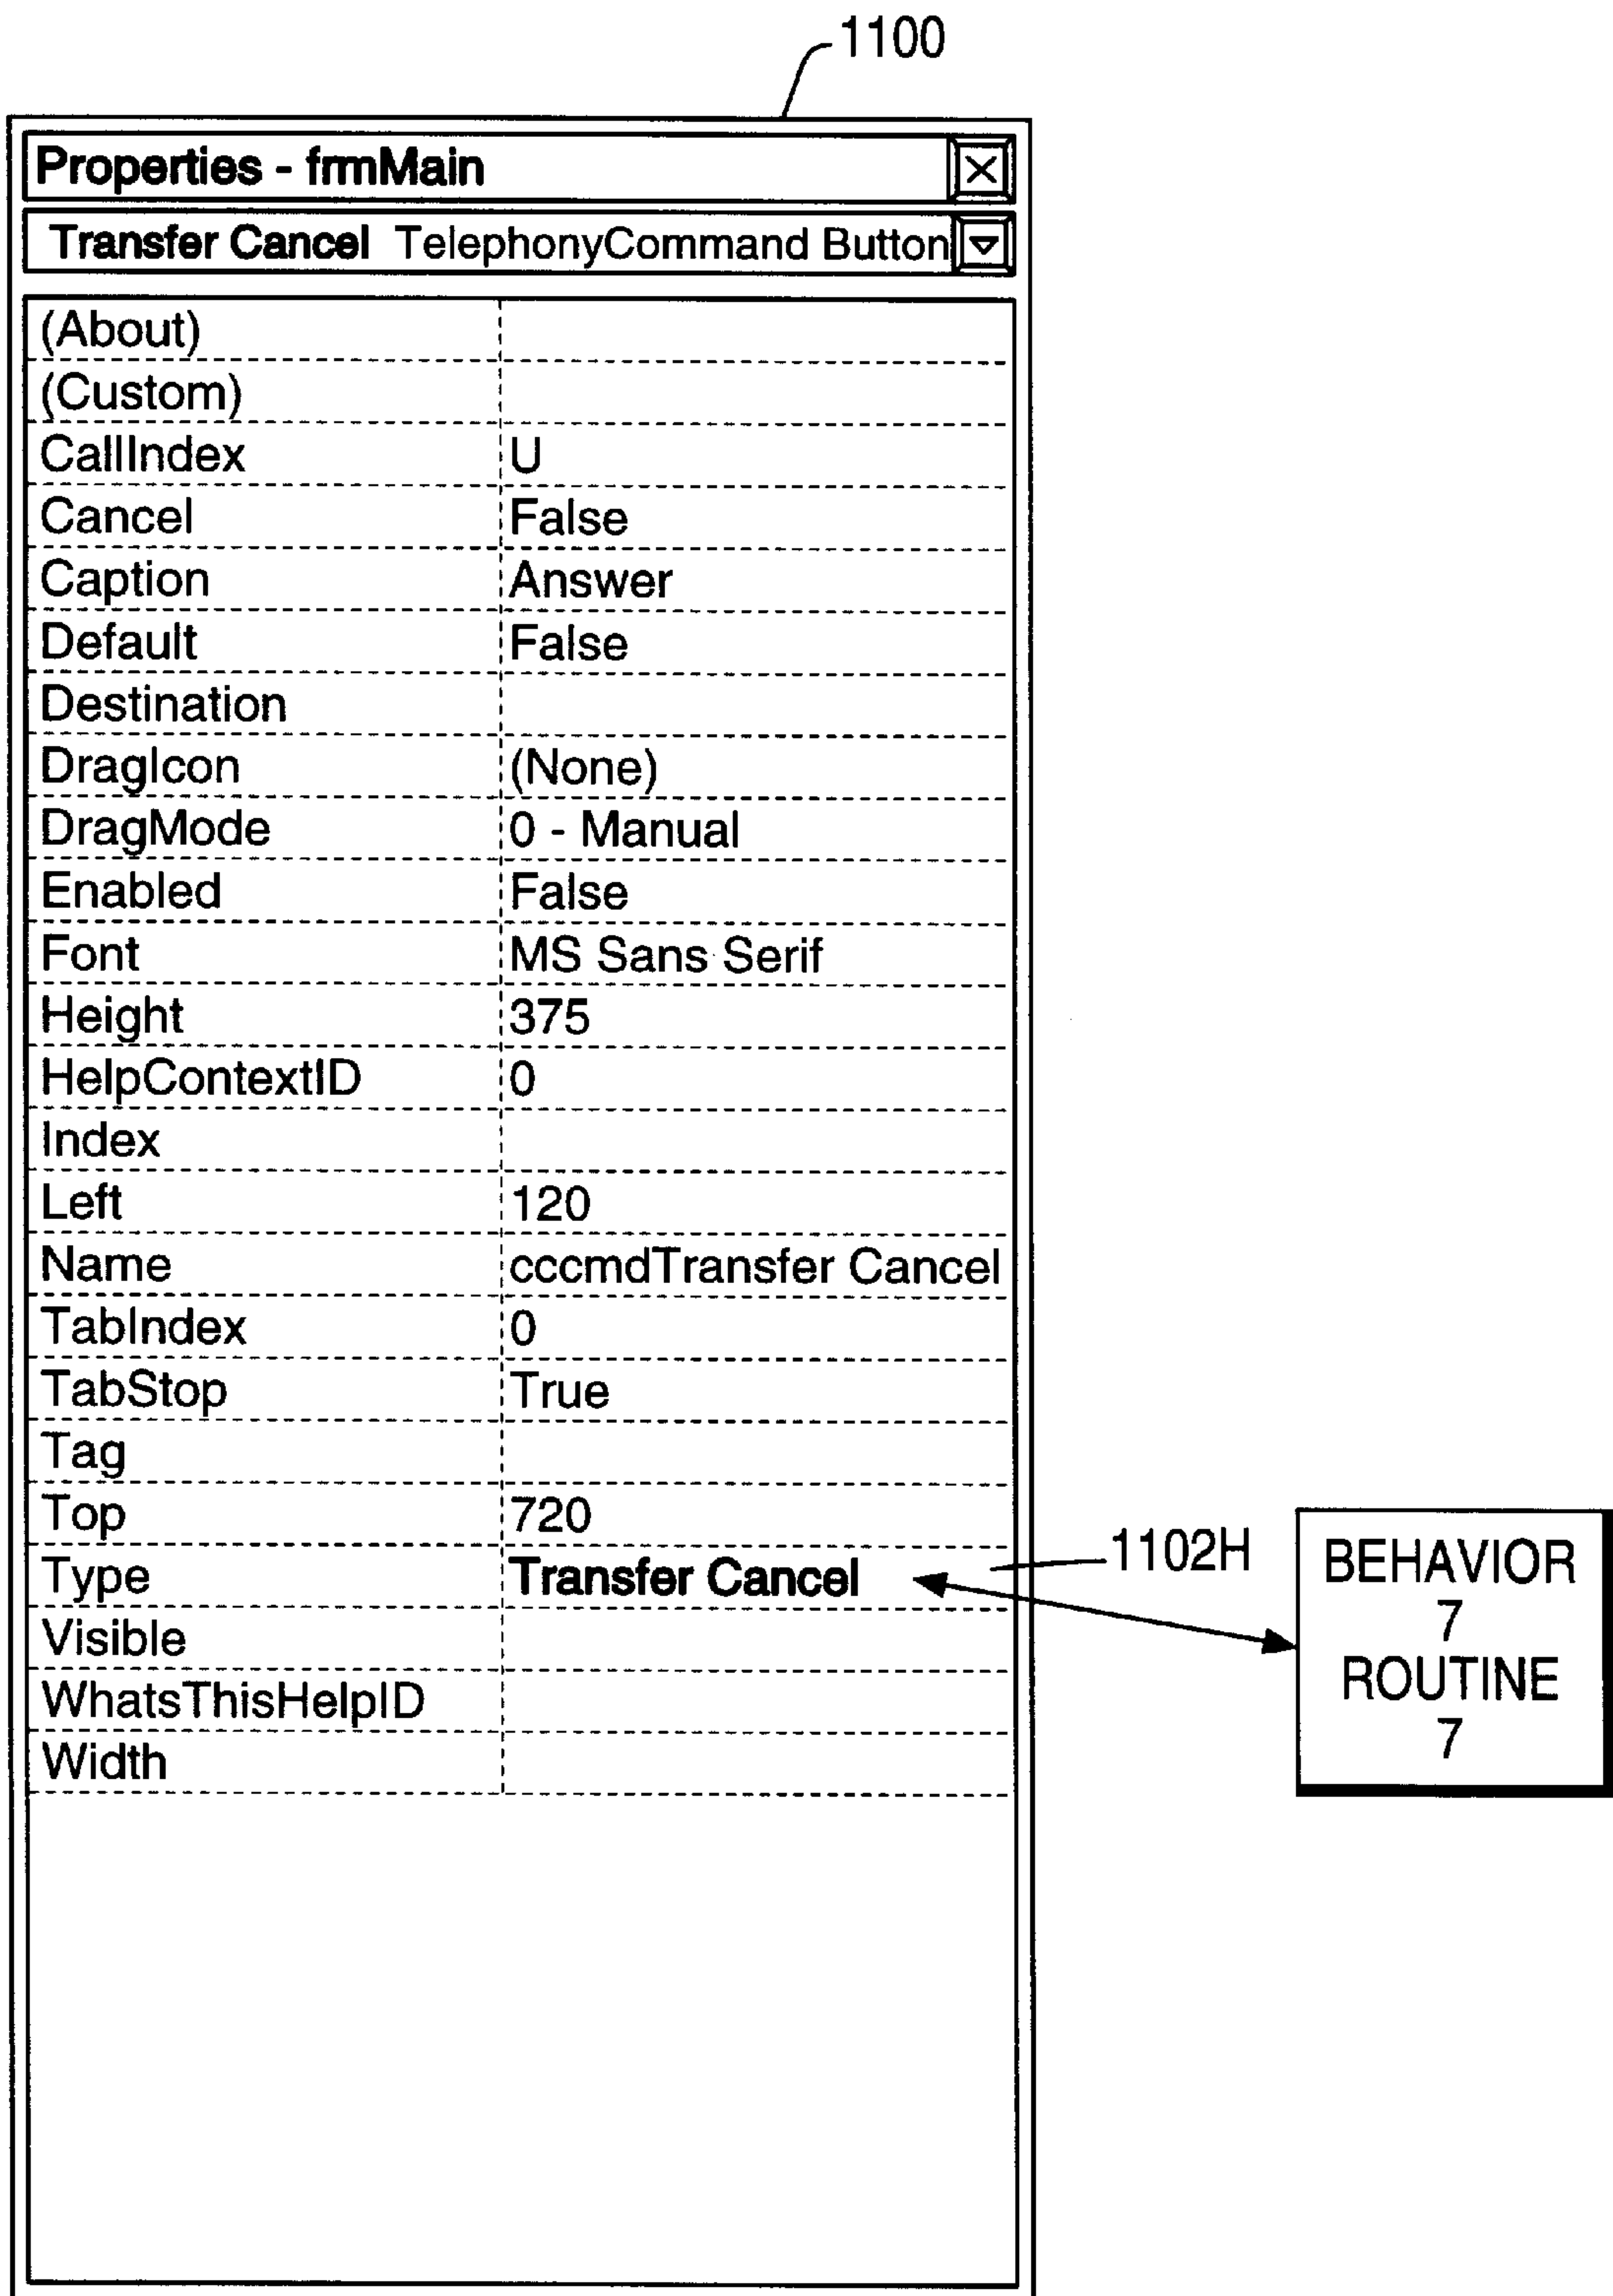 1100
Properties - frmMain
Transfer Cancel TelephonyCommand Button
(About)
(Custom)
CallIndex U
Cancel False
Caption Answer
Default False
Destination
DragIcon (None)
DragMode 0 - Manual
Enabled False
Font MS Sans Serif
Height 375
HelpContextID 0
Index
Left 120
Name cccmdTransfer Cancel
TabIndex 0
TabStop True
Tag
Top 720
Type Transfer Cancel
1102H
Visible
WhatsThisHelpID
Width
BEHAVIOR
7
ROUTINE
7